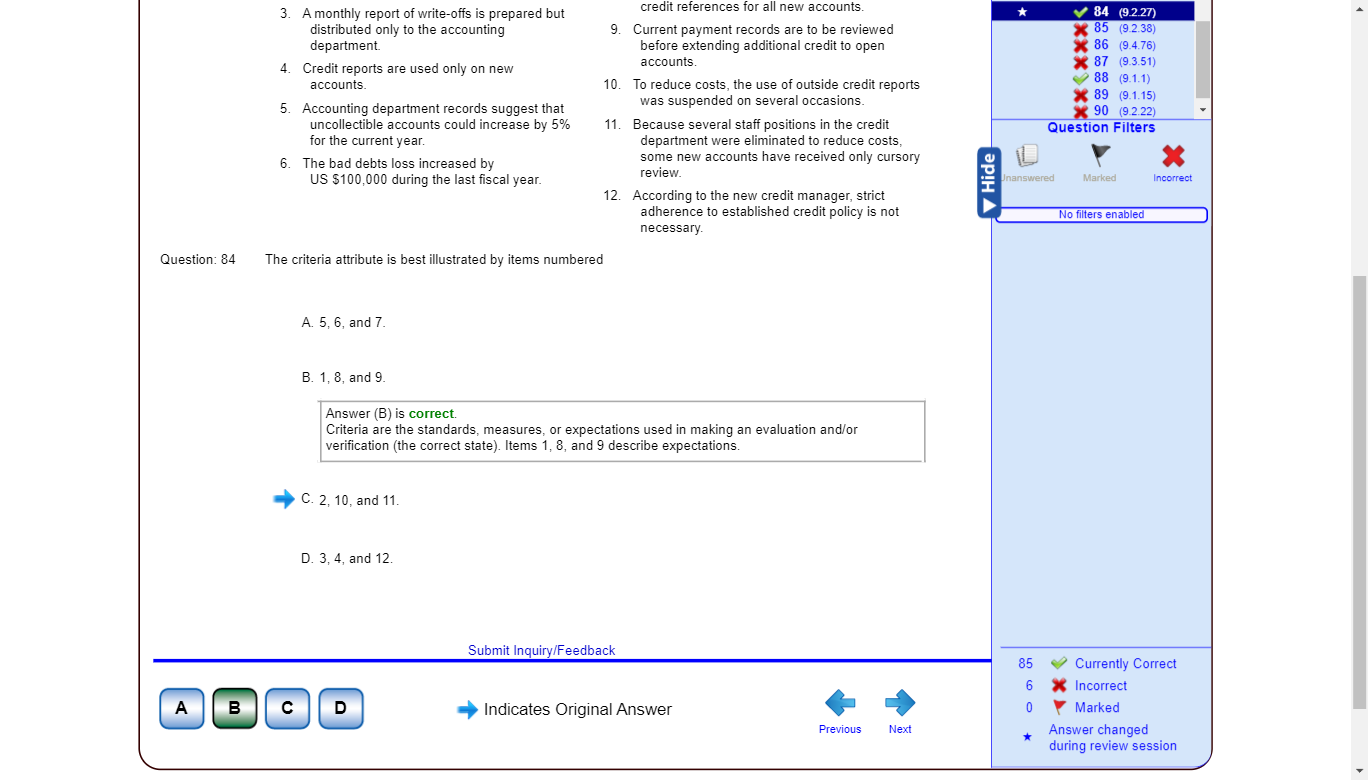 3. A monthly report of write-offs is prepared but
distributed only to the accounting
department.
4. Credit reports are used only on new
accounts.
5. Accounting department records suggest that
uncollectible accounts could increase by 5%
for the current year.
6. The bad debts loss increased by
US $100,000 during the last fiscal year.
credit references for all new accounts.
9. Current payment records are to be reviewed
before extending additional credit to open
accounts.
10. To reduce costs, the use of outside credit reports
was suspended on several occasions.
11. Because several staff positions in the credit
department were eliminated to reduce costs,
some new accounts have received only cursory
review.
12. According to the new credit manager, strict
adherence to established credit policy is not
necessary.
Question: 84 The criteria attribute is best illustrated by items numbered
A. 5, 6, and 7.
B. 1, 8, and 9.
Answer (B) is correct.
Criteria are the standards, measures, or expectations used in making an evaluation and/or
verification (the correct state). Items 1, 8, and 9 describe expectations.
C. 2, 10, and 11.
D. 3, 4, and 12.
Submit Inquiry/Feedback
A B C D
Indicates Original Answer
Previous Next
84 (9.2.27)
85 (9.2.38)
86 (9.4.76)
87 (9.3.51)
88 (9.1.1)
89 (9.1.15)
90 (9.2.22)
Question Filters
Hide
Unanswered Marked Incorrect
No filters enabled
85 Currently Correct
6 Incorrect
0 Marked
Answer changed
during review session